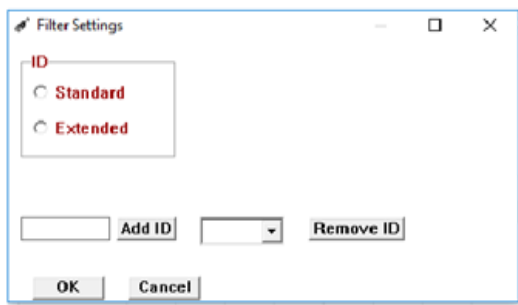 Filter Settings
ID
Standard
Extended
Add ID Remove ID
OK Cancel